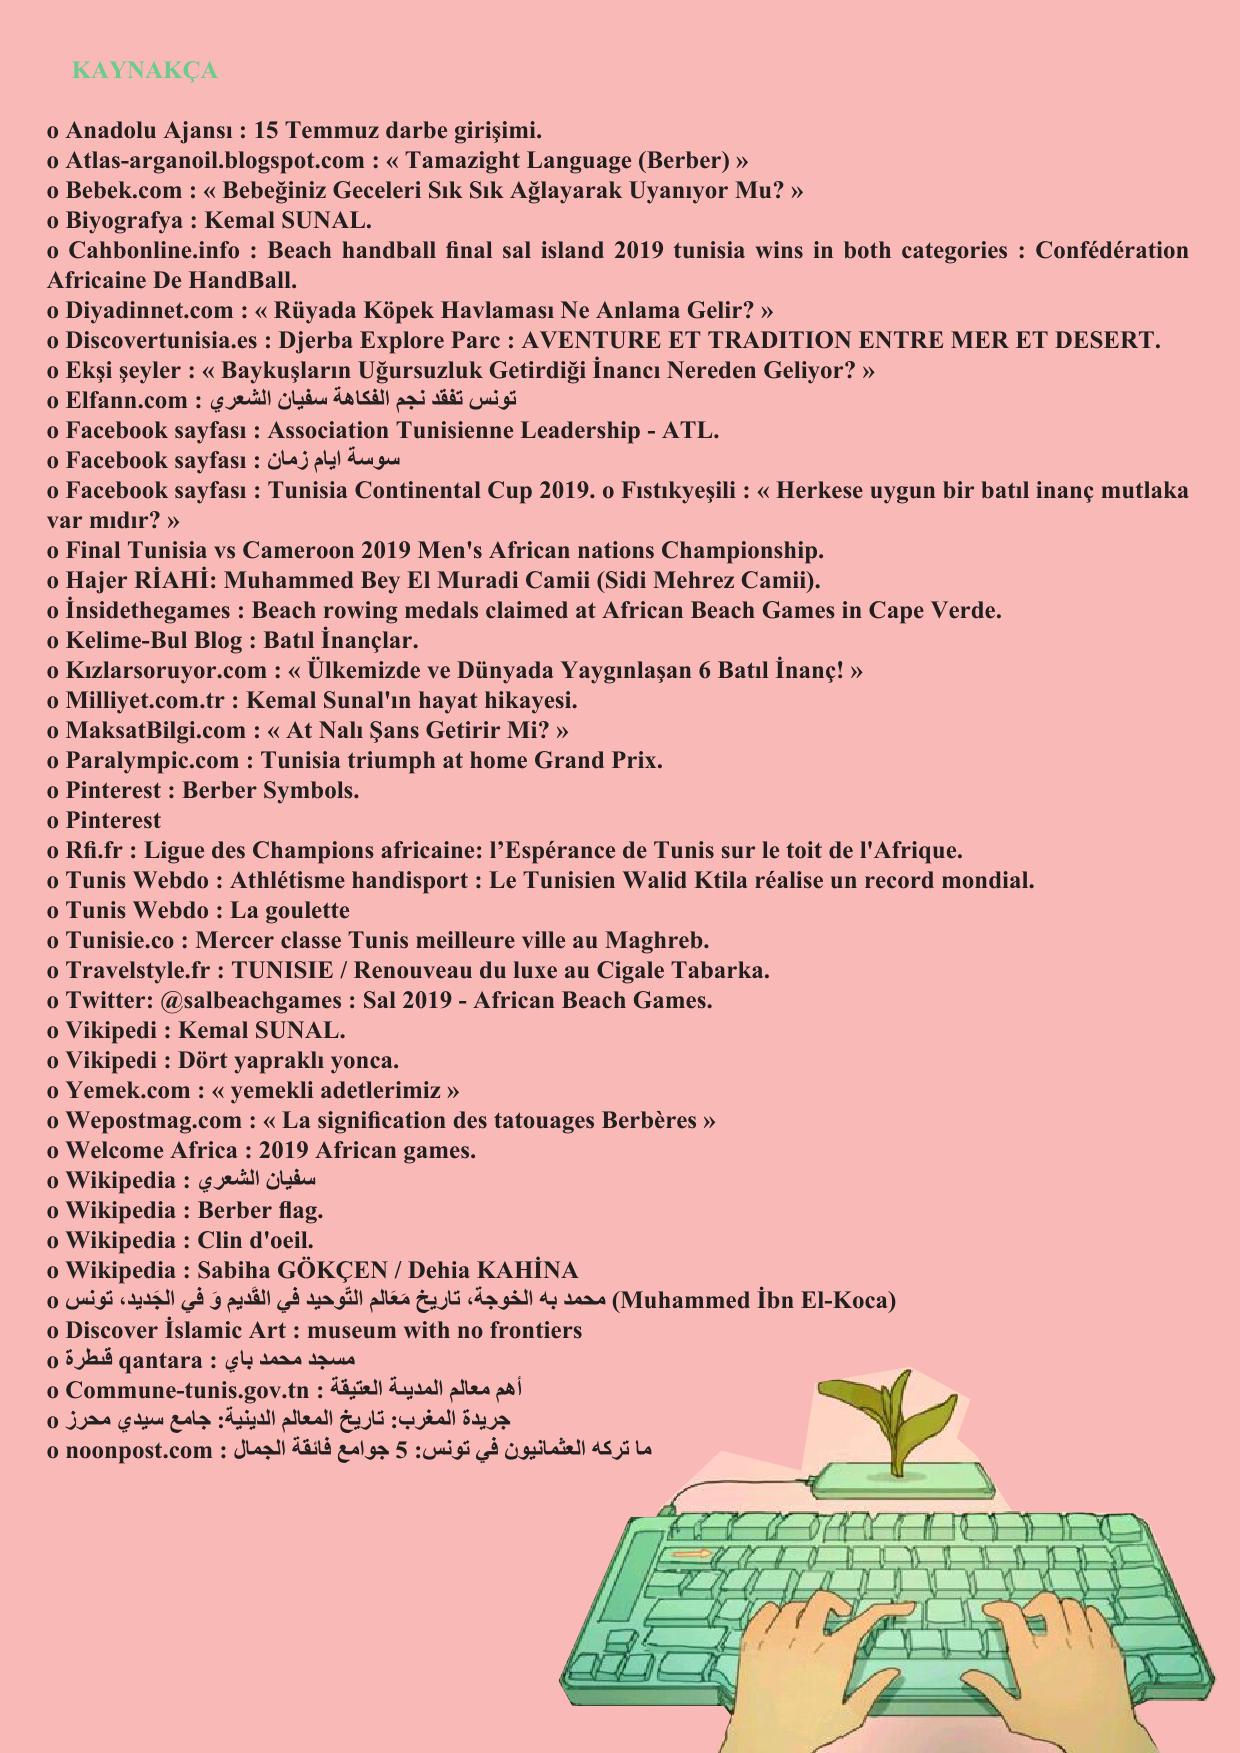 KAYNAKÇA
o Anadolu Ajansı : 15 Temmuz darbe girişimi.
o Atlas-arganoil.blogspot.com : « Tamazight Language (Berber) »
o Bebek.com : « Bebeğiniz Geceleri Sık Sık Ağlayarak Uyanıyor Mu? »
o Biyografya : Kemal SUNAL.
o Cahbonline.info : Beach handball final sal island 2019 tunisia wins in both categories : Confédération
Africaine De HandBall.
o Diyadinnet.com : « Rüyada Köpek Havlaması Ne Anlama Gelir? »
o Discovertunisia.es : Djerba Explore Parc : AVENTURE ET TRADITION ENTRE MER ET DESERT.
o Ekşi şeyler : « Baykuşların Uğursuzluk Getirdiği İnancı Nereden Geliyor? »
o Elfann.com : تونس تفقد نجم الفكاهة سفيان الشعري
o Facebook sayfası : Association Tunisienne Leadership - ATL.
o Facebook sayfası : سوسة ايام زمان
o Facebook sayfası : Tunisia Continental Cup 2019. o Fıstıkyeşili : « Herkese uygun bir batıl inanç mutlaka
var mıdır? »
o Final Tunisia vs Cameroon 2019 Men's African nations Championship.
o Hajer RİAHİ: Muhammed Bey El Muradi Camii (Sidi Mehrez Camii).
o İnsidethegames : Beach rowing medals claimed at African Beach Games in Cape Verde.
o Kelime-Bul Blog : Batıl İnançlar.
o Kızlarsoruyor.com : « Ülkemizde ve Dünyada Yaygınlaşan 6 Batıl İnanç! »
o Milliyet.com.tr : Kemal Sunal'ın hayat hikayesi.
o MaksatBilgi.com : « At Nalı Şans Getirir Mi? »
o Paralympic.com : Tunisia triumph at home Grand Prix.
o Pinterest : Berber Symbols.
o Pinterest
o Rfi.fr : Ligue des Champions africaine: l’Espérance de Tunis sur le toit de l'Afrique.
o Tunis Webdo : Athlétisme handisport : Le Tunisien Walid Ktila réalise un record mondial.
o Tunis Webdo : La goulette
o Tunisie.co : Mercer classe Tunis meilleure ville au Maghreb.
o Travelstyle.fr : TUNISIE / Renouveau du luxe au Cigale Tabarka.
o Twitter: @salbeachgames : Sal 2019 - African Beach Games.
o Vikipedi : Kemal SUNAL.
o Vikipedi : Dört yapraklı yonca.
o Yemek.com : « yemekli adetlerimiz »
o Wepostmag.com : « La signification des tatouages Berbères »
o Welcome Africa : 2019 African games.
o Wikipedia : سفيان الشعري
o Wikipedia : Berber flag.
o Wikipedia : Clin d'oeil.
o Wikipedia : Sabiha GÖKÇEN / Dehia KAHİNA
o محمد به الخوجة، تاريخ مَعَالم التّوحيد في القَديم وَ في الجَديد، تونس (Muhammed İbn El-Koca)
o Discover İslamic Art : museum with no frontiers
o قنطرة qantara : مسجد محمد باي
o Commune-tunis.gov.tn : أهم معالم المدينة العتيقة
o جريدة المغرب: تاريخ المعالم الدينية: جامع سيدي محرز
o noonpost.com : ما تركه العثمانيون في تونس: 5 جوامع فائقة الجمال